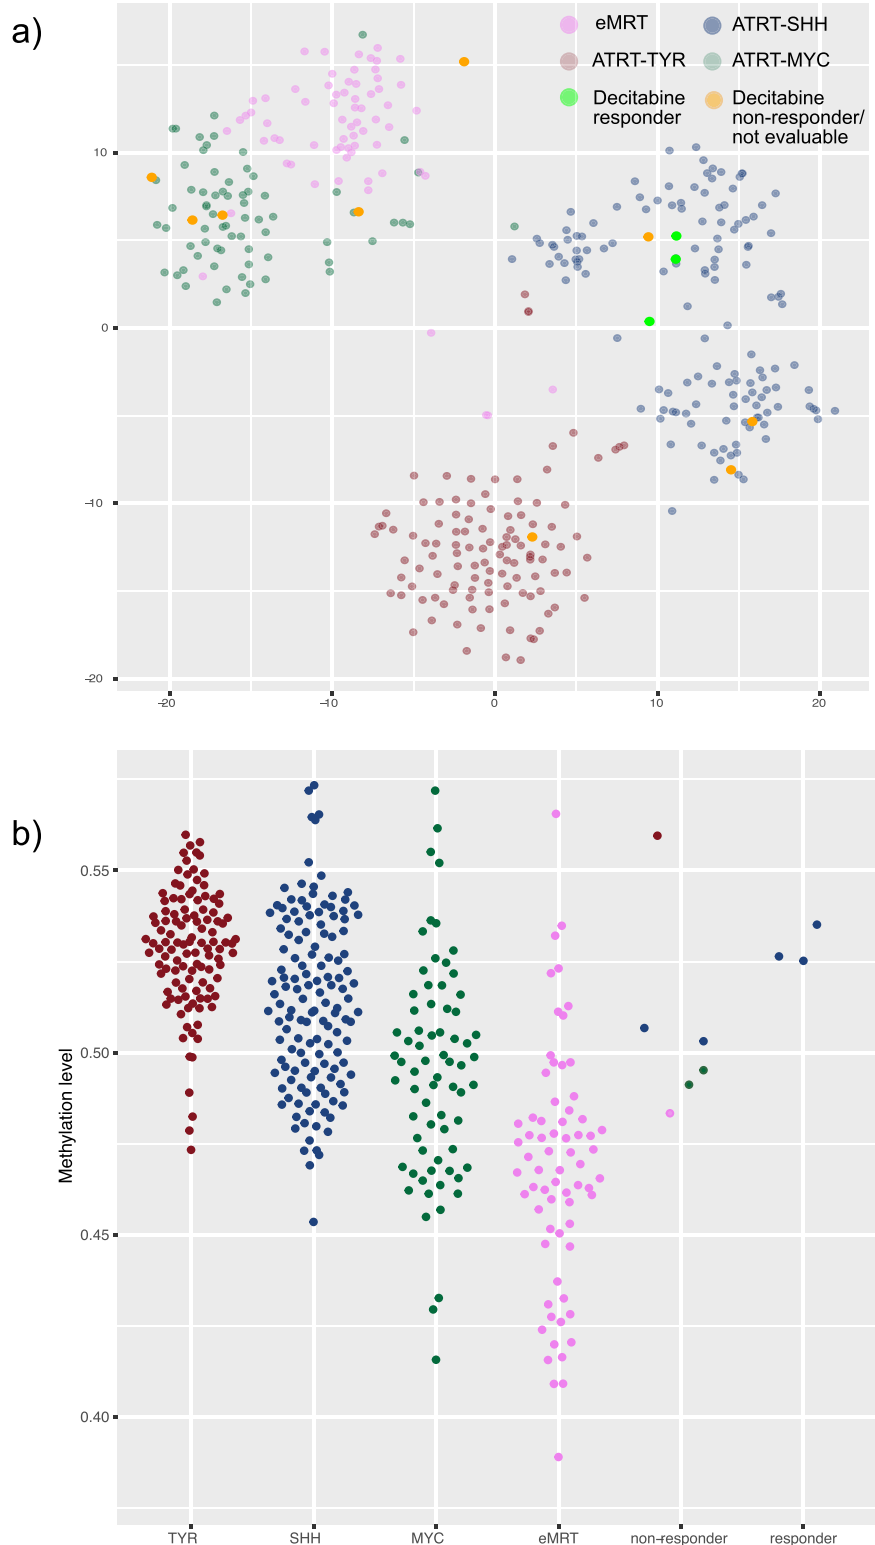 a)
eMRT
ATRT-SHH
ATRT-TYR
ATRT-MYC
Decitabine
responder
Decitabine
non-responder/
not evaluable
10
0
−10
−20
−20
−10
0
10
20
b)
Methylation level
0.55
0.50
0.45
0.40
TYR
SHH
MYC
eMRT
non-responder
responder